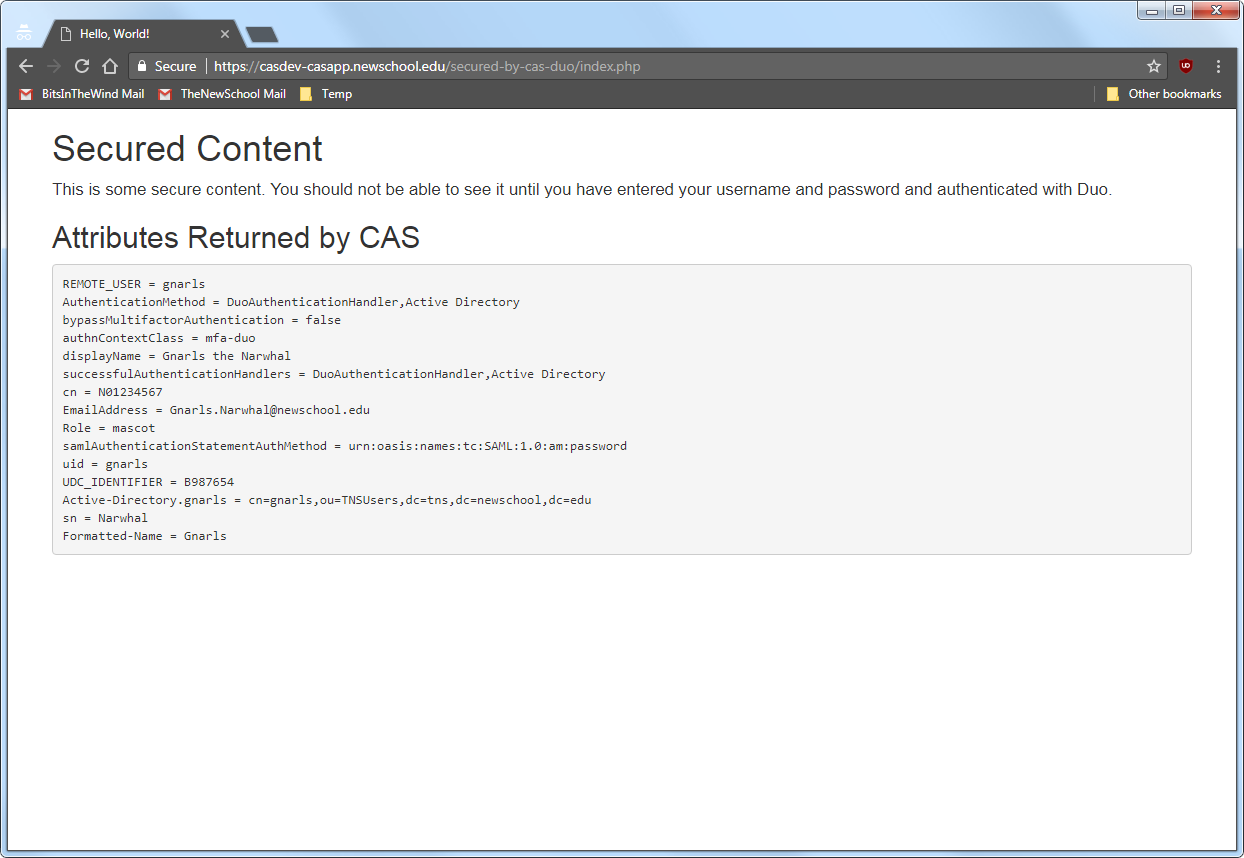 Hello, World!
Secure https://casdev-casapp.newschool.edu/secured-by-cas-duo/index.php
BitsInTheWind Mail TheNewSchool Mail Temp Other bookmarks
Secured Content
This is some secure content. You should not be able to see it until you have entered your username and password and authenticated with Duo.
Attributes Returned by CAS
REMOTE_USER = gnarls
AuthenticationMethod = DuoAuthenticationHandler,Active Directory
bypassMultifactorAuthentication = false
authnContextClass = mfa-duo
displayName = Gnarls the Narwhal
successfulAuthenticationHandlers = DuoAuthenticationHandler,Active Directory
cn = N01234567
EmailAddress = Gnarls.Narwhal@newschool.edu
Role = mascot
samlAuthenticationStatementAuthMethod = urn:oasis:names:tc:SAML:1.0:am:password
uid = gnarls
UDC_IDENTIFIER = B987654
Active-Directory.gnarls = cn=gnarls,ou=TNSUsers,dc=tns,dc=newschool,dc=edu
sn = Narwhal
Formatted-Name = Gnarls